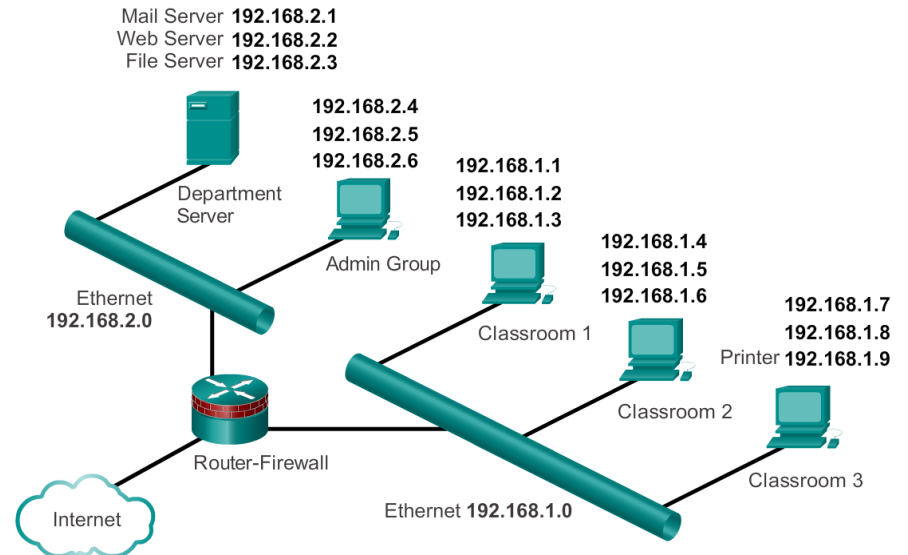 Mail Server 192.168.2.1
Web Server 192.168.2.2
File Server 192.168.2.3
192.168.2.4
192.168.2.5
192.168.2.6
Department
Server
Admin Group
192.168.1.1
192.168.1.2
192.168.1.3
Classroom 1
192.168.1.4
192.168.1.5
192.168.1.6
Classroom 2
192.168.1.7
192.168.1.8
Printer 192.168.1.9
Classroom 3
Ethernet
192.168.2.0
Router-Firewall
Ethernet 192.168.1.0
Internet